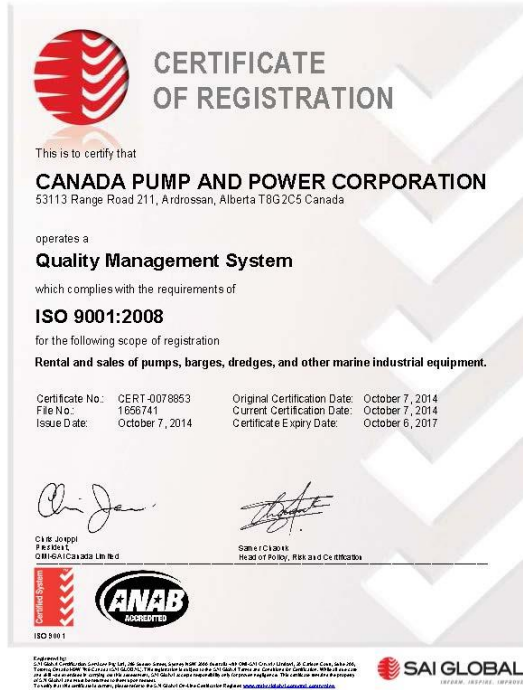 CERTIFICATE
OF REGISTRATION
This is to certify that
CANADA PUMP AND POWER CORPORATION
53113 Range Road 211, Ardrossan, Alberta T8G2C5 Canada
operates a
Quality Management System
which complies with the requirements of
ISO 9001:2008
for the following scope of registration
Rental and sales of pumps, barges, dredges, and other marine industrial equipment.
Certificate No.: CERT-0078853 Original Certification Date: October 7, 2014
File No.: 1656741 Current Certification Date: October 7, 2014
Issue Date: October 7, 2014 Certificate Expiry Date: October 6, 2017
Chris Jouppi
President,
QMI-SAI Canada Limited
Samer Chaouk
Head of Policy, Risk and Certification
Certified System
ANAB
ACCREDITED
ISO 9001
Registered by:
SAI GLOBAL
INFORM. INSPIRE. IMPROVE